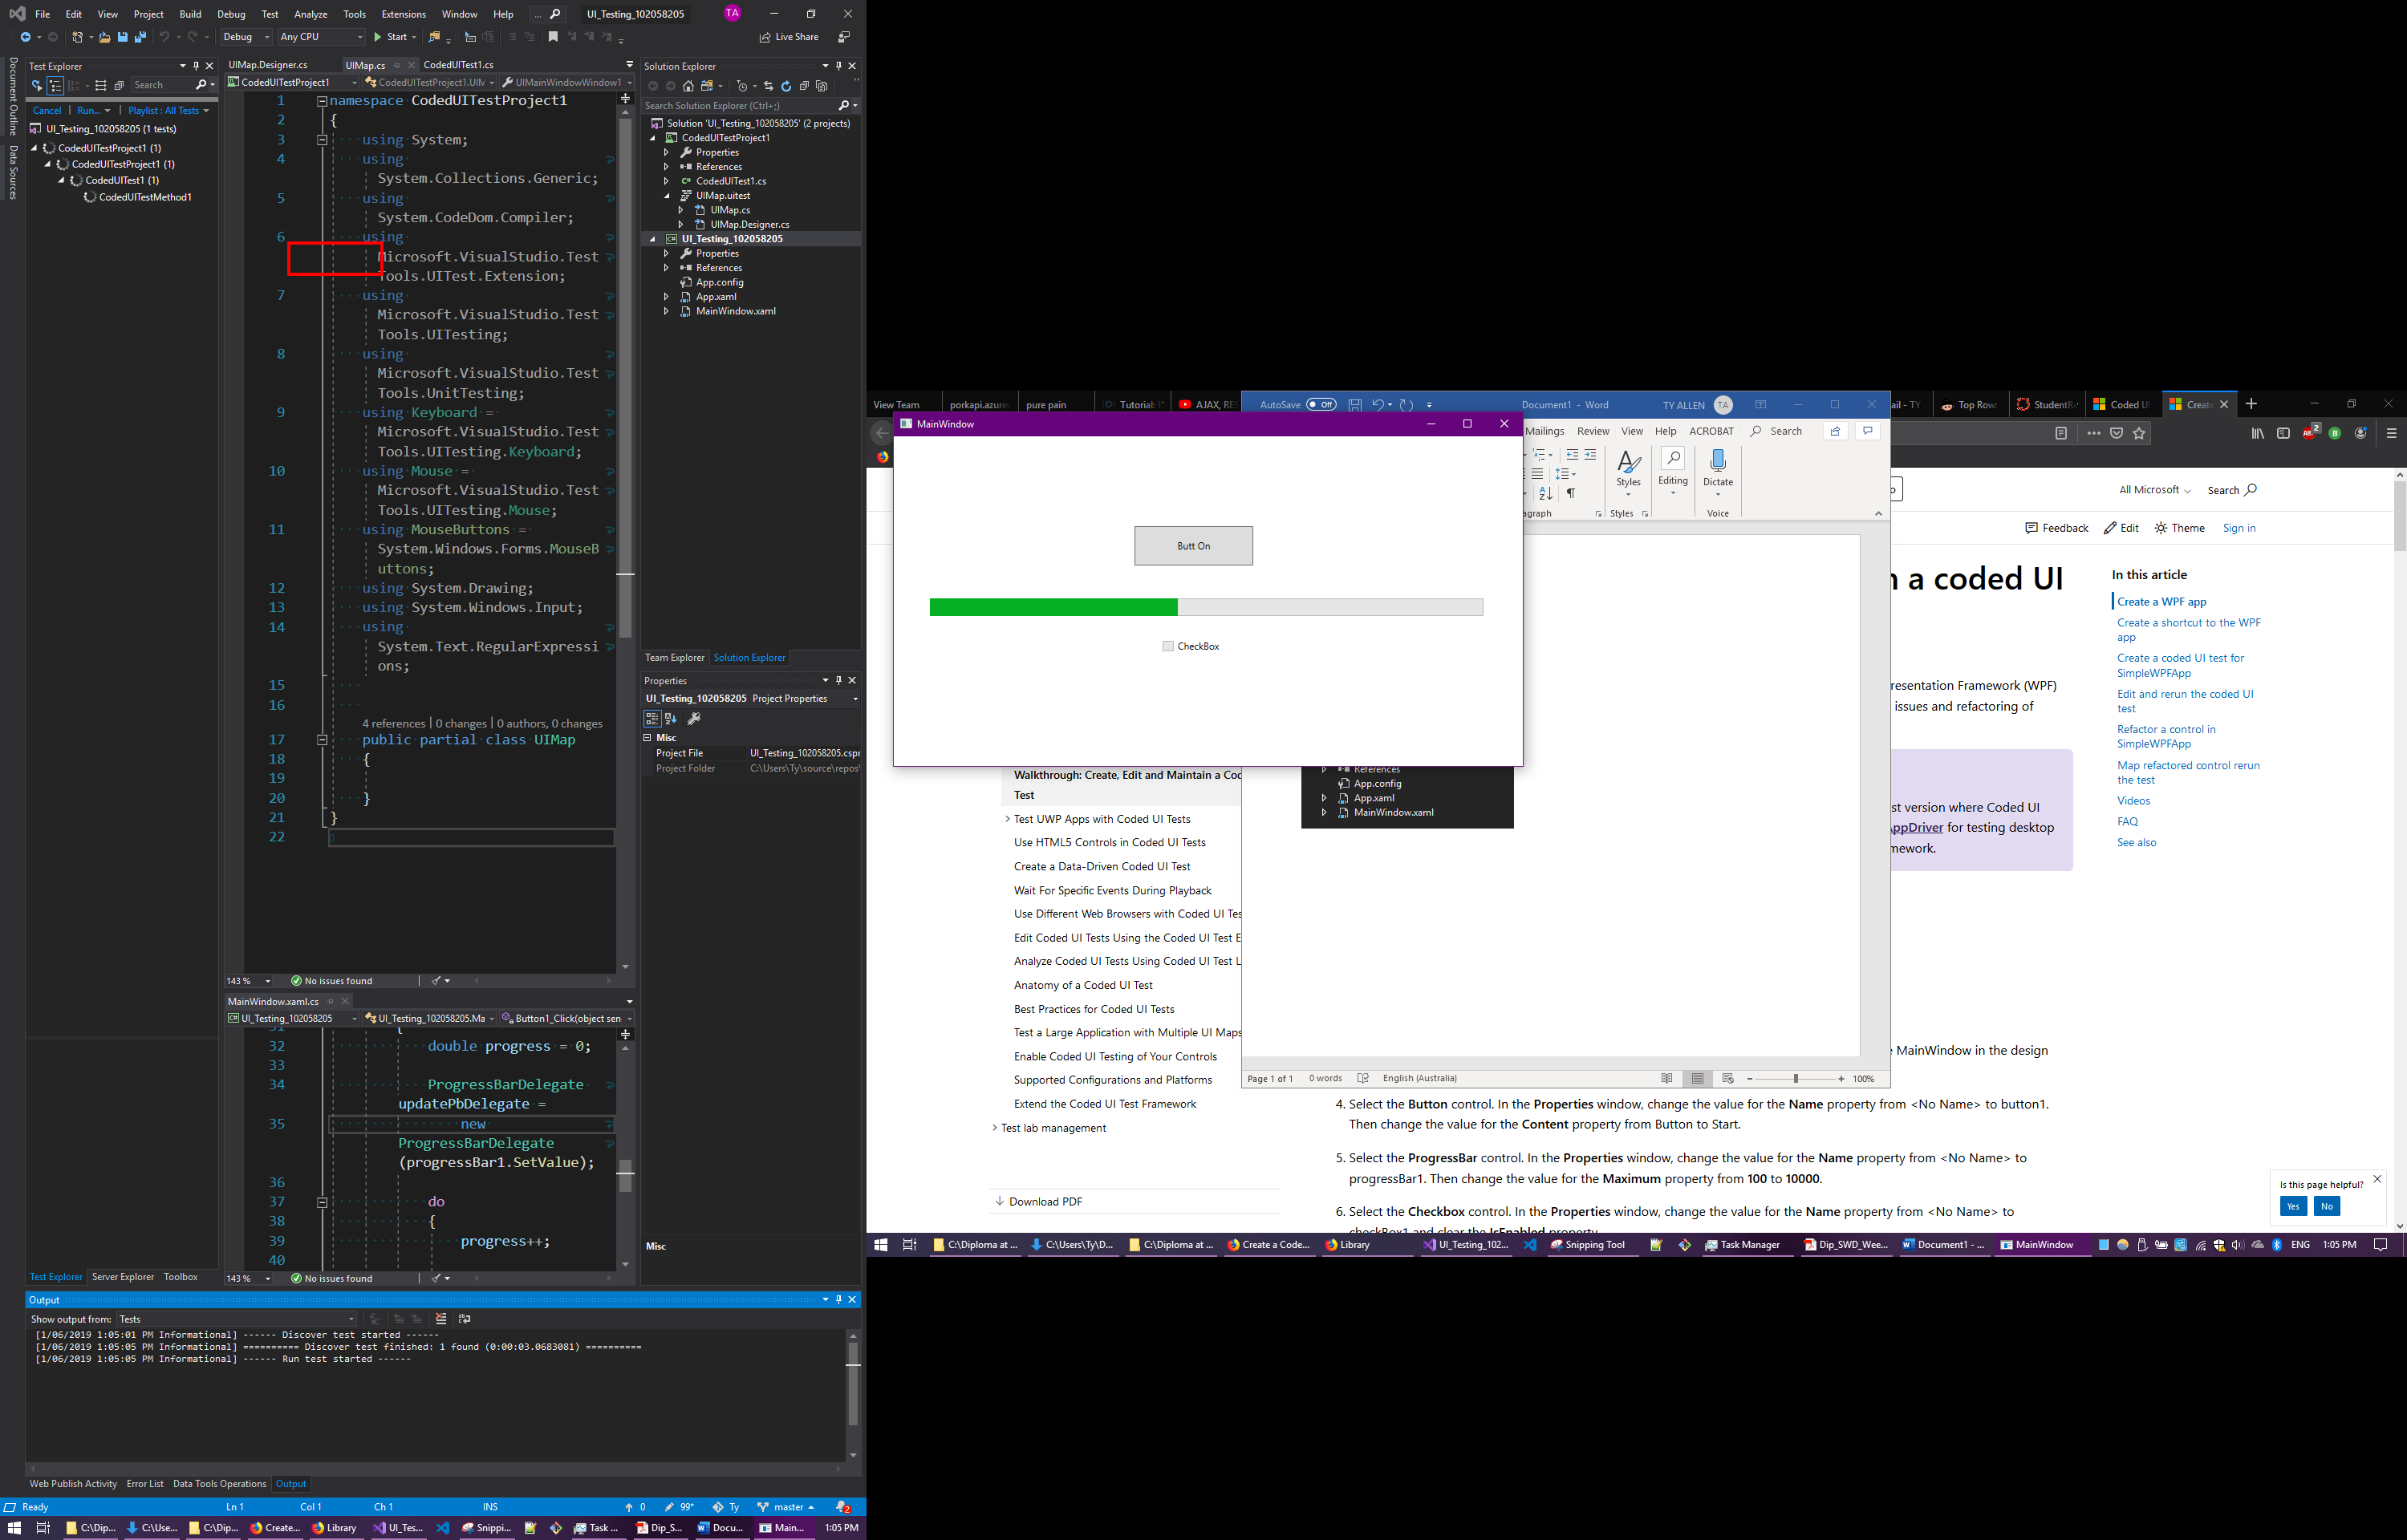 File Edit View Project Build Debug Test Analyze Tools Extensions Window Help ... UI_Testing_102058205 TA
Debug Any CPU Start Live Share
Document Outline
Data Sources
Test Explorer
Search
Cancel | Run... | Playlist : All Tests
UI_Testing_102058205 (1 tests)
CodedUITestProject1 (1)
CodedUITestProject1 (1)
CodedUITest1 (1)
CodedUITestMethod1
Test Explorer Server Explorer Toolbox
UIMap.Designer.cs UIMap.cs CodedUITest1.cs
CodedUITestProject1 CodedUITestProject1.UIM UIMainWindowWindow1
1 namespace CodedUITestProject1
2 {
3 using System;
4 using
System.Collections.Generic;
5 using
System.CodeDom.Compiler;
6 using
Microsoft.VisualStudio.Test
Tools.UITest.Extension;
7 using
Microsoft.VisualStudio.Test
Tools.UITesting;
8 using
Microsoft.VisualStudio.Test
Tools.UnitTesting;
9 using Keyboard =
Microsoft.VisualStudio.Test
Tools.UITesting.Keyboard;
10 using Mouse =
Microsoft.VisualStudio.Test
Tools.UITesting.Mouse;
11 using MouseButtons =
System.Windows.Forms.MouseB
uttons;
12 using System.Drawing;
13 using System.Windows.Input;
14 using
System.Text.RegularExpressi
ons;
15
16
4 references | 0 changes | 0 authors, 0 changes
17 public partial class UIMap
18 {
19
20 }
21 }
22
143 % No issues found
MainWindow.xaml.cs
UI_Testing_102058205 UI_Testing_102058205.Ma Button1_Click(object sen
31 {
32 double progress = 0;
33
34 ProgressBarDelegate
updatePbDelegate =
35 new
ProgressBarDelegate
(progressBar1.SetValue);
36
37 do
38 {
39 progress++;
40
143 % No issues found
Solution Explorer
Search Solution Explorer (Ctrl+;)
Solution 'UI_Testing_102058205' (2 projects)
CodedUITestProject1
Properties
References
CodedUITest1.cs
UIMap.uitest
UIMap.cs
UIMap.Designer.cs
UI_Testing_102058205
Properties
References
App.config
App.xaml
MainWindow.xaml
Team Explorer Solution Explorer
Properties
UI_Testing_102058205 Project Properties
Misc
Project File UI_Testing_102058205.cspr
Project Folder C:\Users\Ty\source\repos\
Misc
Output
Show output from: Tests
[1/06/2019 1:05:01 PM Informational] ------ Discover test started ------
[1/06/2019 1:05:05 PM Informational] ========== Discover test finished: 1 found (0:00:03.0683081) ==========
[1/06/2019 1:05:05 PM Informational] ------ Run test started ------
Web Publish Activity Error List Data Tools Operations Output
Ready Ln 1 Col 1 Ch 1 INS 0 99* Ty master 2
C:\Dip... C:\Use... C:\Dip... Create... Library UI_Tes... Snippi... Task ... Dip_S... Docu... Main... 1:05 PM
View Team porkapi.azure pure pain Tutorial: AJAX, RES
AutoSave Off Document1 - Word TY ALLEN TA
ail - TY Top Row StudentRe Coded UI Create
MainWindow
Butt On
CheckBox
Mailings Review View Help ACROBAT Search
Styles Editing Dictate
agraph Styles Voice
References
App.config
App.xaml
MainWindow.xaml
Page 1 of 1 0 words English (Australia) 100%
2
All Microsoft Search
Feedback Edit Theme Sign in
n a coded UI
resentation Framework (WPF)
issues and refactoring of
st version where Coded UI
AppDriver for testing desktop
mework.
In this article
Create a WPF app
Create a shortcut to the WPF
app
Create a coded UI test for
SimpleWPFApp
Edit and rerun the coded UI
test
Refactor a control in
SimpleWPFApp
Map refactored control rerun
the test
Videos
FAQ
See also
Walkthrough: Create, Edit and Maintain a Coc
Test
Test UWP Apps with Coded UI Tests
Use HTML5 Controls in Coded UI Tests
Create a Data-Driven Coded UI Test
Wait For Specific Events During Playback
Use Different Web Browsers with Coded UI Tes
Edit Coded UI Tests Using the Coded UI Test E
Analyze Coded UI Tests Using Coded UI Test L
Anatomy of a Coded UI Test
Best Practices for Coded UI Tests
Test a Large Application with Multiple UI Maps
Enable Coded UI Testing of Your Controls
Supported Configurations and Platforms
Extend the Coded UI Test Framework
Test lab management
Download PDF
e MainWindow in the design
4. Select the Button control. In the Properties window, change the value for the Name property from <No Name> to button1.
Then change the value for the Content property from Button to Start.
5. Select the ProgressBar control. In the Properties window, change the value for the Name property from <No Name> to
progressBar1. Then change the value for the Maximum property from 100 to 10000.
6. Select the Checkbox control. In the Properties window, change the value for the Name property from <No Name> to
checkBox1 and clear the IsEnabled property.
Is this page helpful?
Yes No
C:\Diploma at ... C:\Users\Ty\D... C:\Diploma at ... Create a Code... Library UI_Testing_102... Snipping Tool Task Manager Dip_SWD_Wee... Document1 - ... MainWindow ENG 1:05 PM